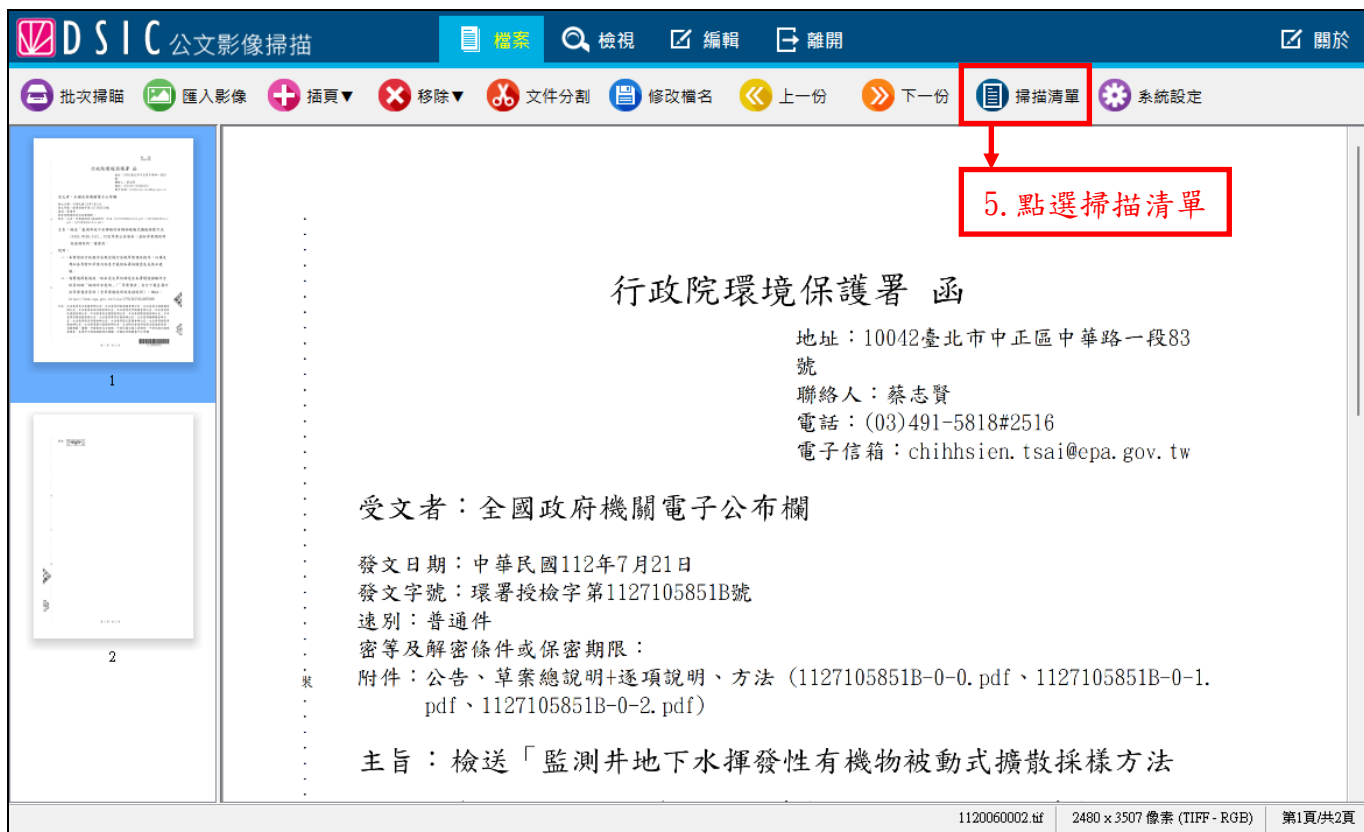 DSIC公文影像掃描
檔案 檢視 編輯 離開 關於
批次掃瞄 匯入影像 插頁▼ 移除▼ 文件分割 修改檔名 上一份 下一份 掃描清單 系統設定
5.點選掃描清單
行政院環境保護署 函
地址：10042臺北市中正區中華路一段83
號
聯絡人：蔡志賢
電話：(03)491-5818#2516
電子信箱：chihhsien.tsai@epa.gov.tw
受文者：全國政府機關電子公布欄
發文日期：中華民國112年7月21日
發文字號：環署授檢字第1127105851B號
速別：普通件
密等及解密條件或保密期限：
附件：公告、草案總說明+逐項說明、方法 (1127105851B-0-0.pdf、1127105851B-0-1.
pdf、1127105851B-0-2.pdf)
裝
主旨：檢送「監測井地下水揮發性有機物被動式擴散採樣方法
1
2
1120060002.tif 2480 x 3507 像素 (TIFF - RGB) 第1頁/共2頁